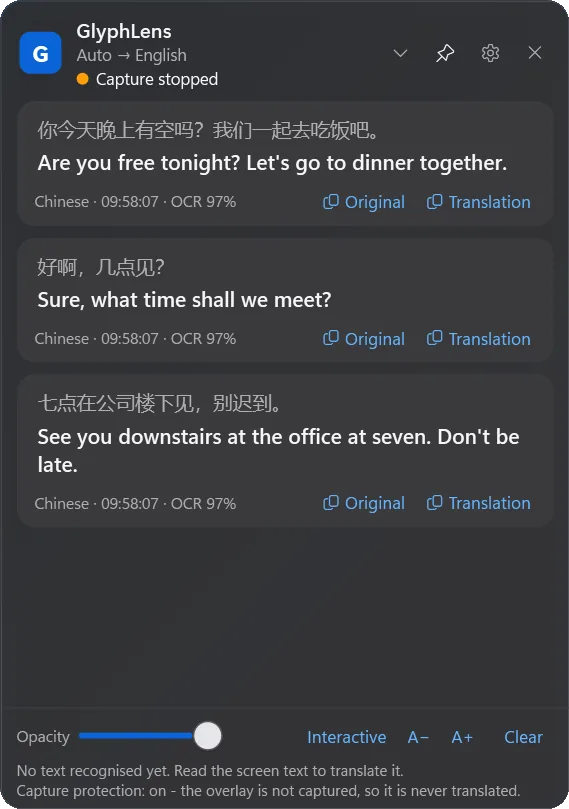 G
GlyphLens
Auto → English
Capture stopped
你今天晚上有空吗？我们一起去吃饭吧。
Are you free tonight? Let's go to dinner together.
Chinese · 09:58:07 · OCR 97%
Original
Translation
好啊，几点见？
Sure, what time shall we meet?
Chinese · 09:58:07 · OCR 97%
Original
Translation
七点在公司楼下见，别迟到。
See you downstairs at the office at seven. Don't be
late.
Chinese · 09:58:07 · OCR 97%
Original
Translation
Opacity
Interactive
A−
A+
Clear
No text recognised yet. Read the screen text to translate it.
Capture protection: on - the overlay is not captured, so it is never translated.